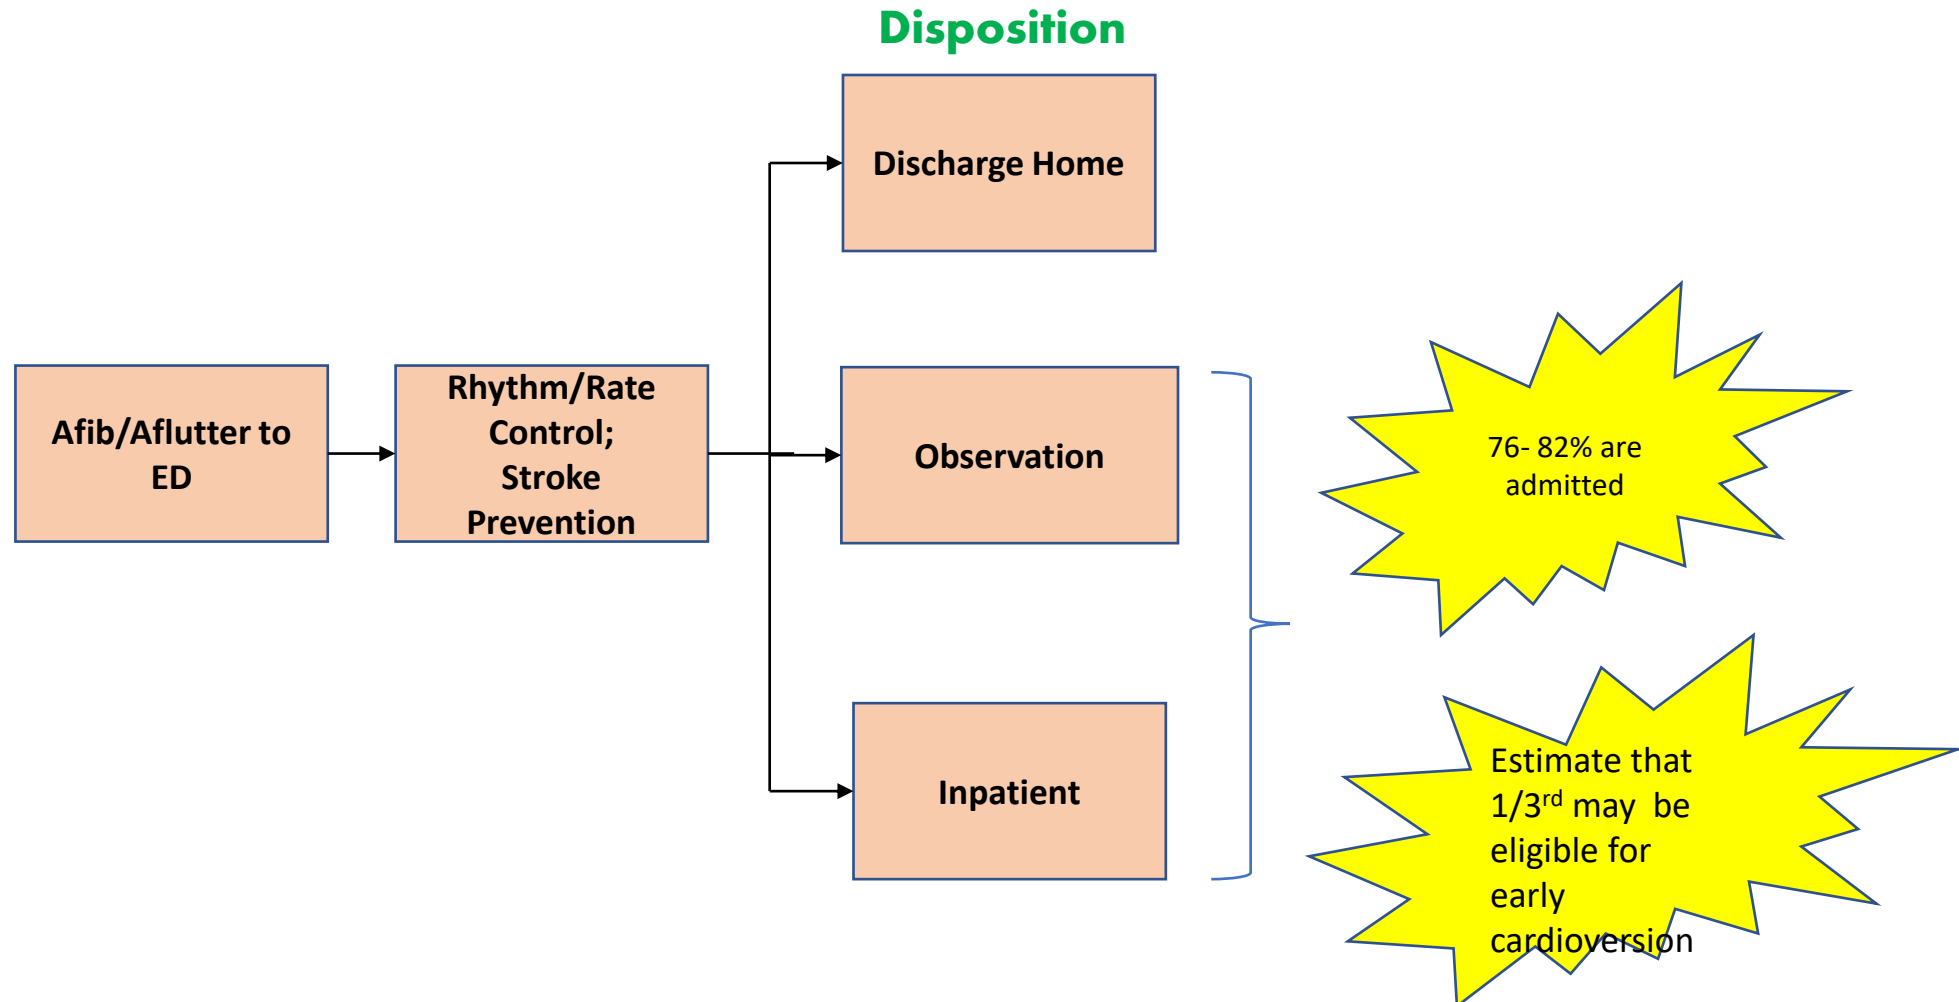 Disposition
Discharge Home
Afib/Aflutter to
ED
Rhythm/Rate
Control;
Stroke
Prevention
Observation
76- 82% are
admitted
Inpatient
Estimate that
1/3rd may  be
eligible for
early
cardioversion